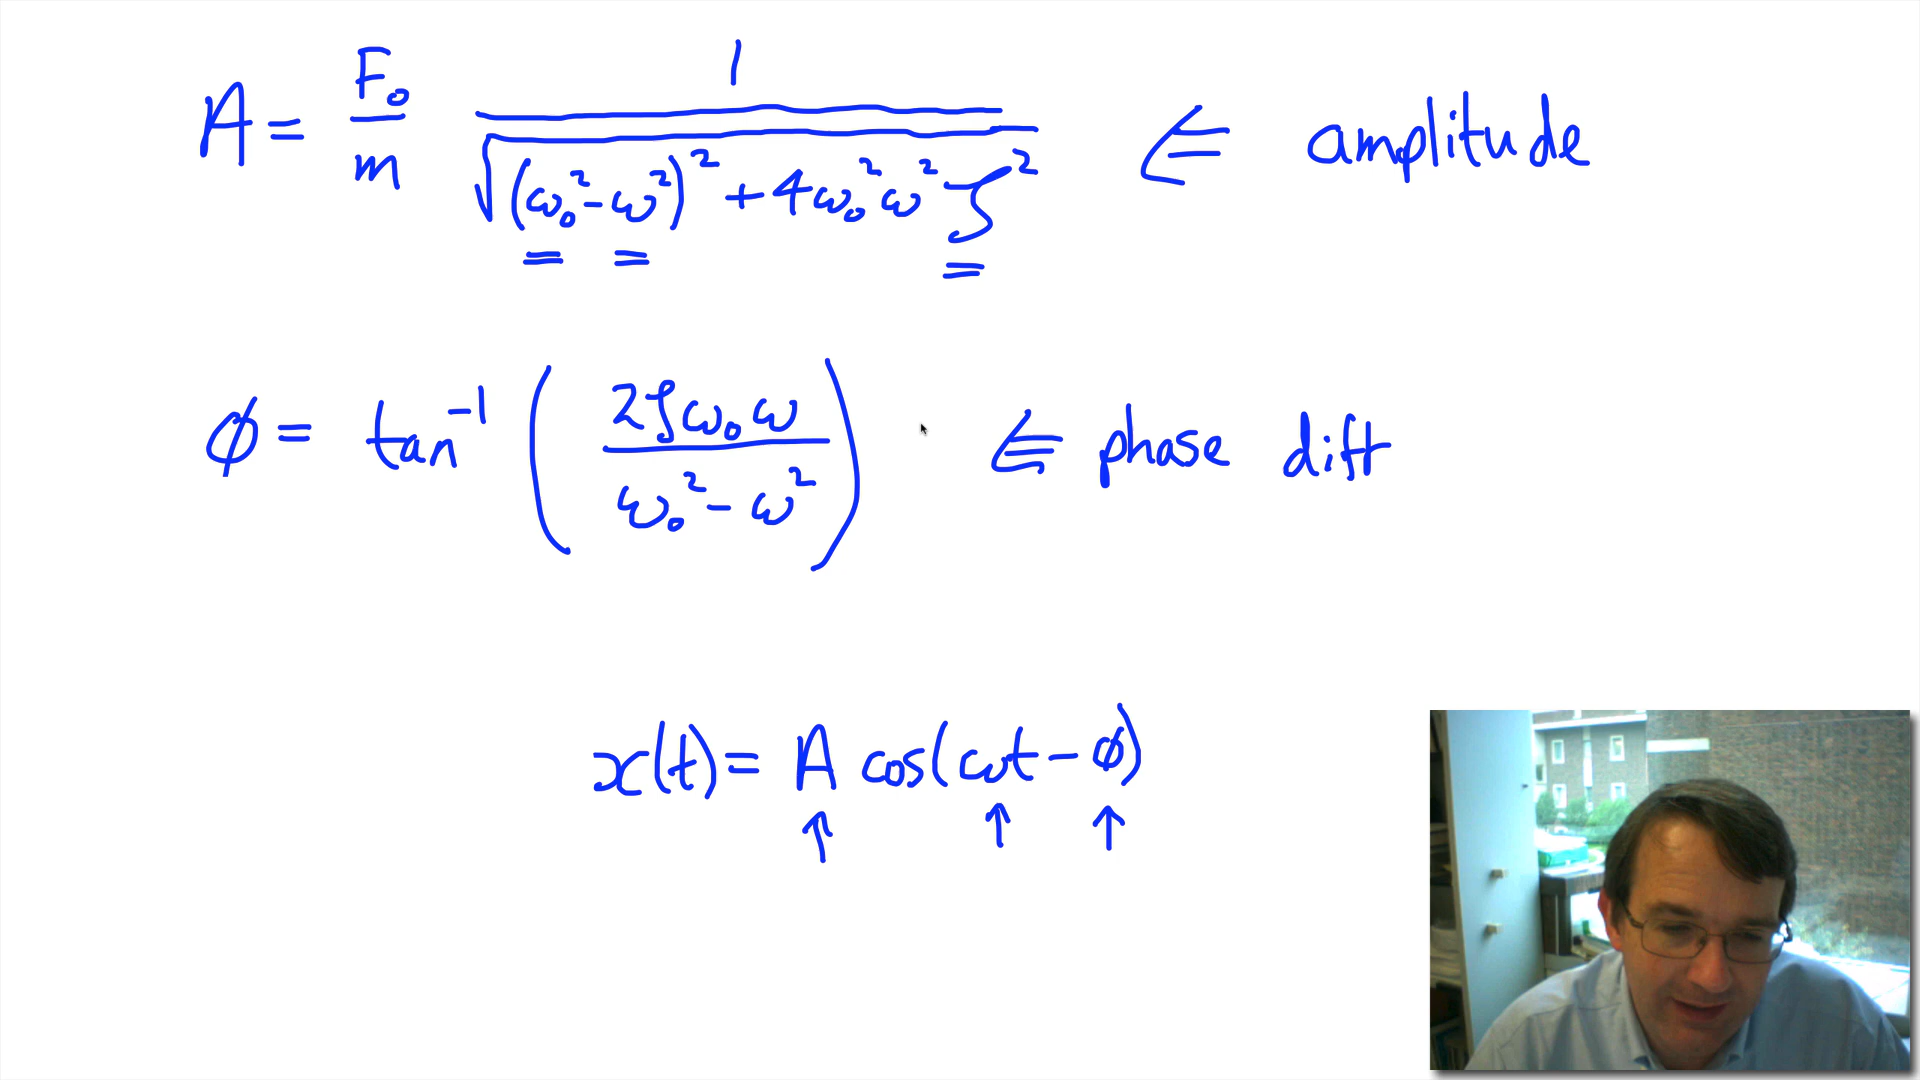 A = F₀/m 1/√((ω₀² - ω²)² + 4ω₀²ω²ζ²) ⇐ amplitude
φ = tan⁻¹(2ζω₀ω/(ω₀² - ω²)) ⇐ phase diff
x(t) = A cos(ωt - φ)